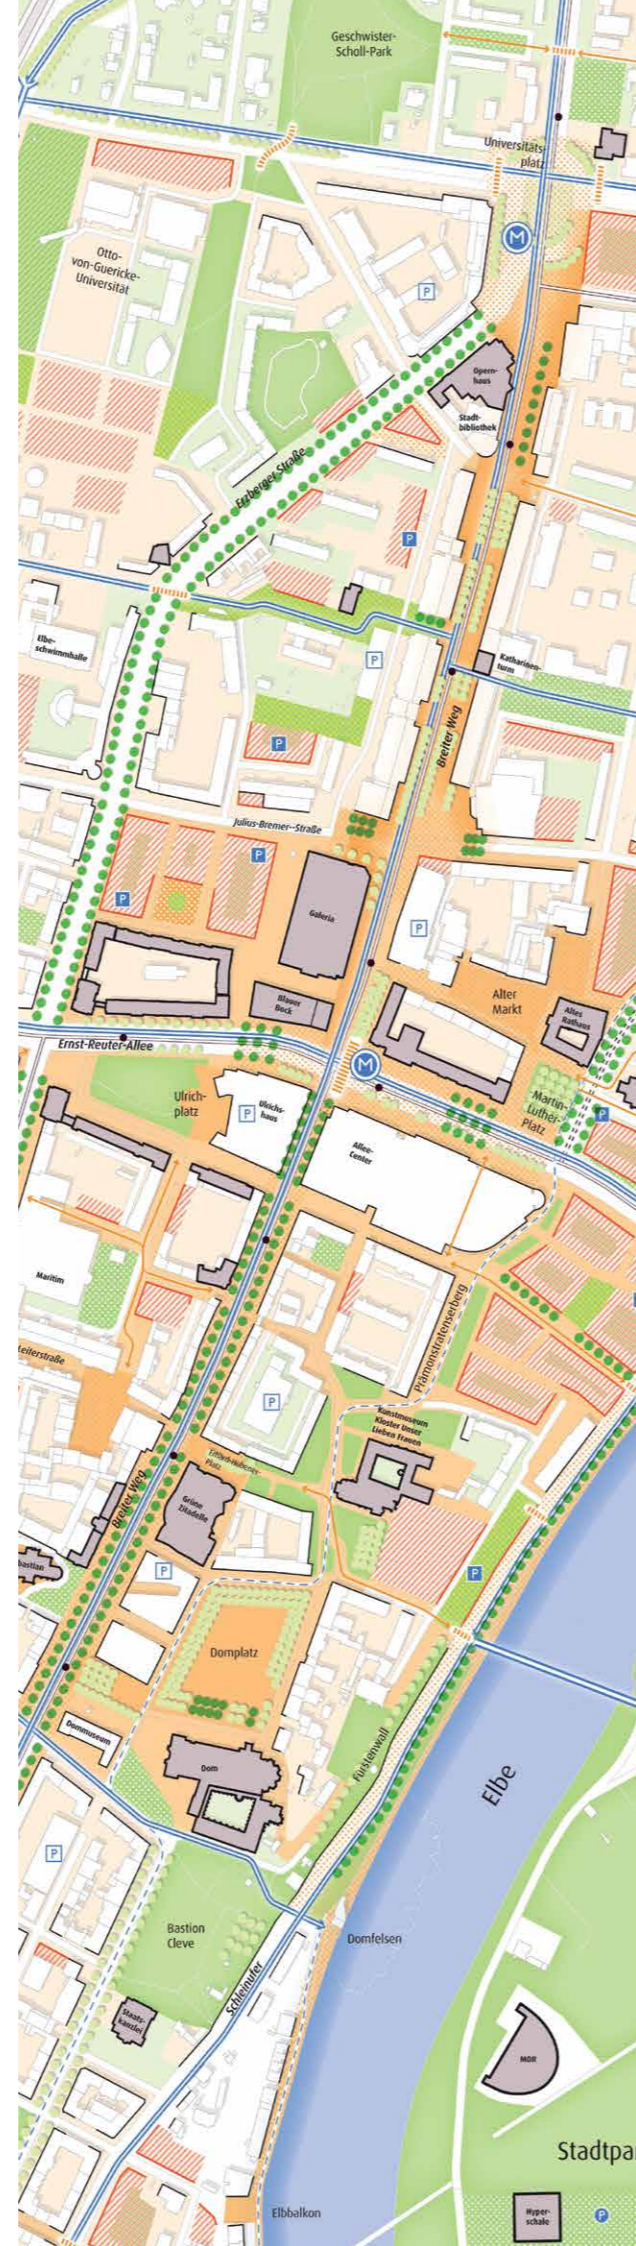 Geschwister-
Scholl-Park
Universitäts-
platz
M
Otto-
von-Guericke-
Universität
P
Opern-
haus
Stadt-
bibliothek
Erzberger Straße
P
Elbe-
schwimmhalle
Katharinen-
turm
P
Breiter Weg
P
Julius-Bremer--Straße
P
P
Galeria
P
Blauer
Bock
Alter
Markt
Altes
Rathaus
Ernst-Reuter-Allee
M
Ulrich-
platz
P
Ulrichs-
haus
Martin-
Luther-
Platz
P
Allee-
Center
Maritim
Prämonstratenserberg
Leiterstraße
P
Kunstmuseum
Kloster Unser
Lieben Frauen
Breiter Weg
Platz
Grüne
Zitadelle
bastian
P
P
Domplatz
Dommuseum
Dom
Fürstenwall
Elbe
P
Bastion
Cleve
Domfelsen
Schleinufer
Staats-
kanzlei
MDR
Stadtpa
Elbbalkon
Hyper-
schale
P